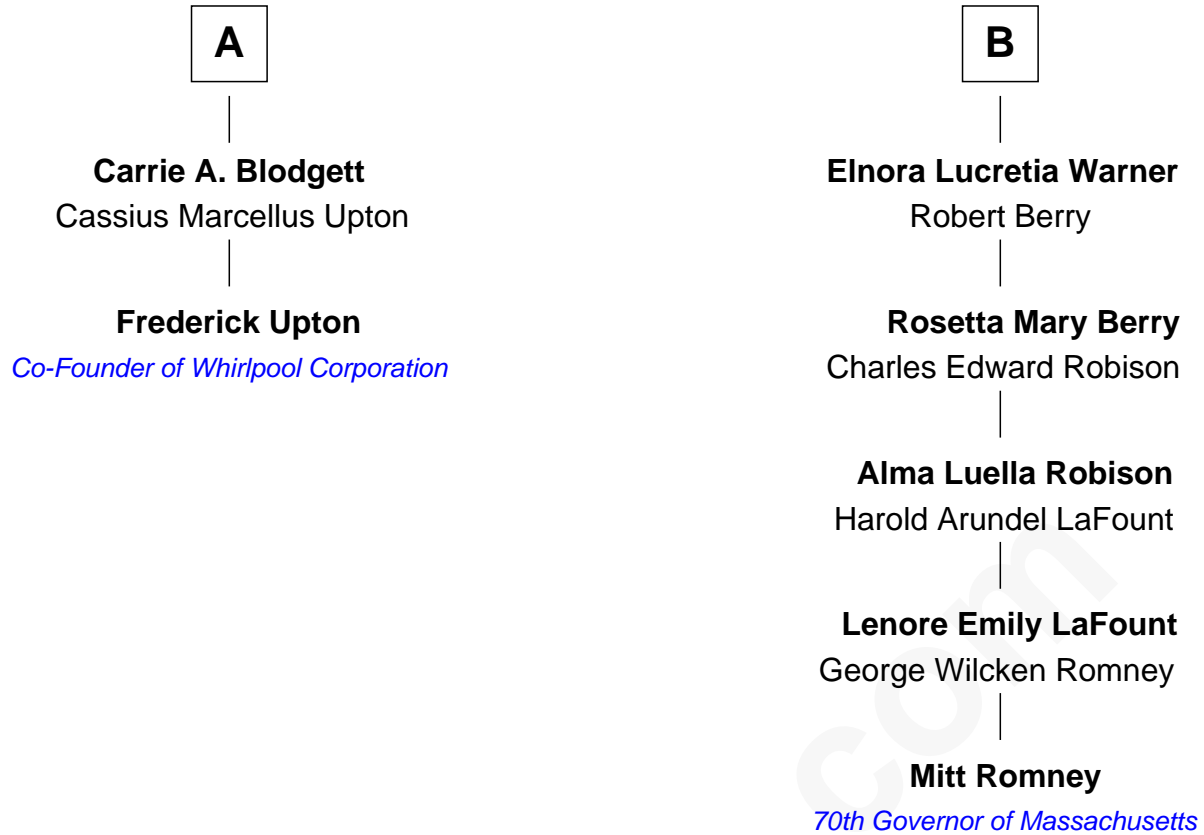 A
Carrie A. Blodgett
Cassius Marcellus Upton
Frederick Upton
Co-Founder of Whirlpool Corporation
B
Elnora Lucretia Warner
Robert Berry
Rosetta Mary Berry
Charles Edward Robison
Alma Luella Robison
Harold Arundel LaFount
Lenore Emily LaFount
George Wilcken Romney
Mitt Romney
70th Governor of Massachusetts
com